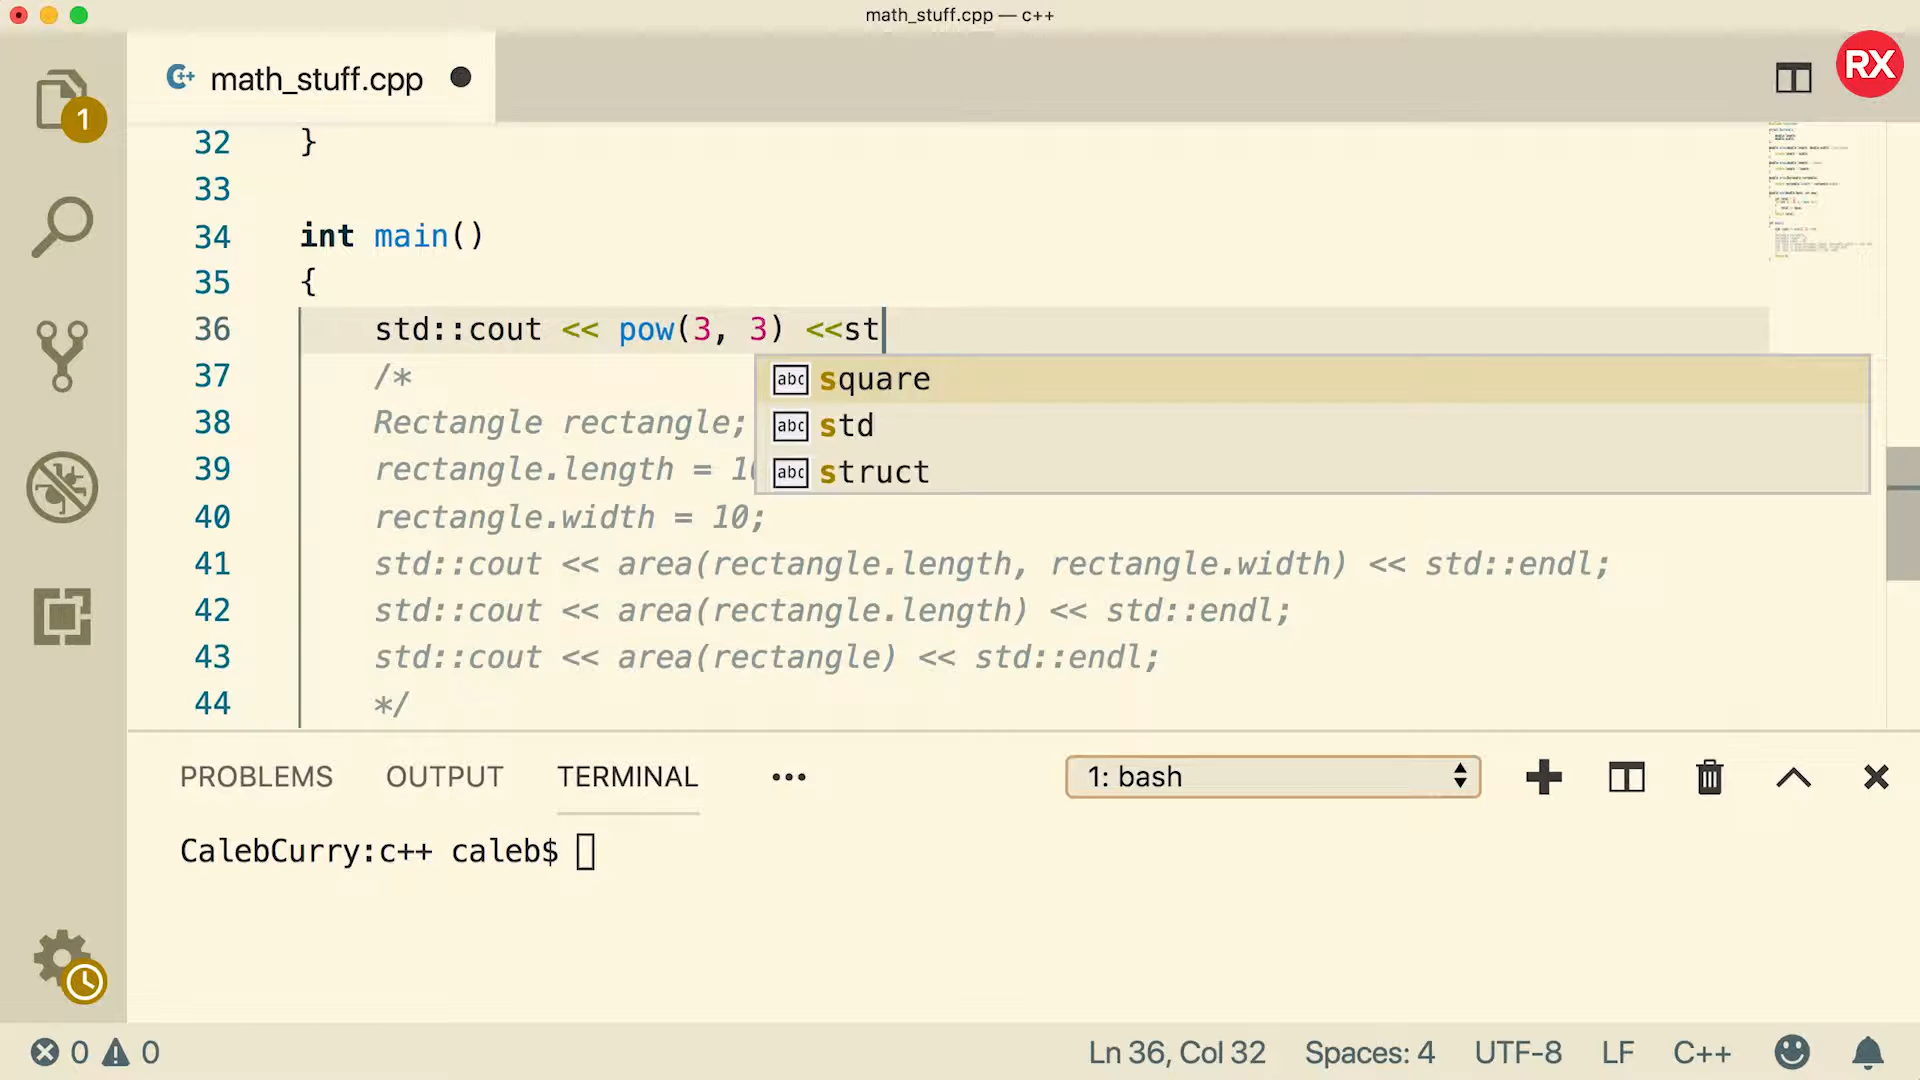 math_stuff.cpp — c++
RX
1
math_stuff.cpp
32 }
33
34 int main()
35 {
36 std::cout << pow(3, 3) <<st
37 /*
square
38 Rectangle rectangle;
std
39 rectangle.length = 10
struct
40 rectangle.width = 10;
41 std::cout << area(rectangle.length, rectangle.width) << std::endl;
42 std::cout << area(rectangle.length) << std::endl;
43 std::cout << area(rectangle) << std::endl;
44 */
PROBLEMS OUTPUT TERMINAL ••• 1: bash
CalebCurry:c++ caleb$
0 0 Ln 36, Col 32 Spaces: 4 UTF-8 LF C++